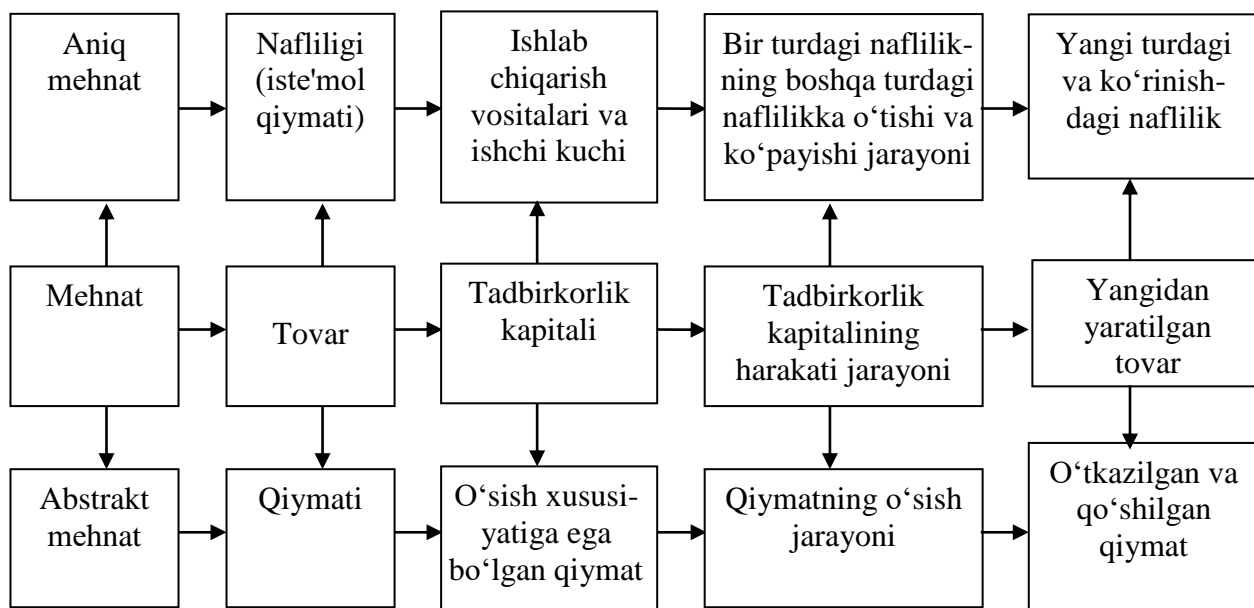 Aniq
mehnat
Nafliligi
(iste'mol
qiymati)
Ishlab
chiqarish
vositalari va
ishchi kuchi
Bir turdagi naflilik-
ning boshqa turdagi
naflilikka o‘tishi va
ko‘payishi jarayoni
Yangi turdagi
va ko‘rinish-
dagi naflilik
Mehnat
Tovar
Tadbirkorlik
kapitali
Tadbirkorlik
kapitalining
harakati jarayoni
Yangidan
yaratilgan
tovar
Abstrakt
mehnat
Qiymati
O‘sish xususi-
yatiga ega
bo‘lgan qiymat
Qiymatning o‘sish
jarayoni
O‘tkazilgan va
qo‘shilgan
qiymat